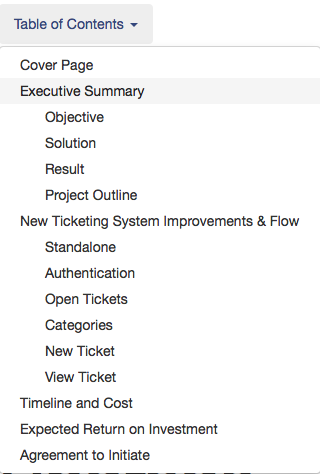 Table of Contents
Cover Page
Executive Summary
Objective
Solution
Result
Project Outline
New Ticketing System Improvements & Flow
Standalone
Authentication
Open Tickets
Categories
New Ticket
View Ticket
Timeline and Cost
Expected Return on Investment
Agreement to Initiate